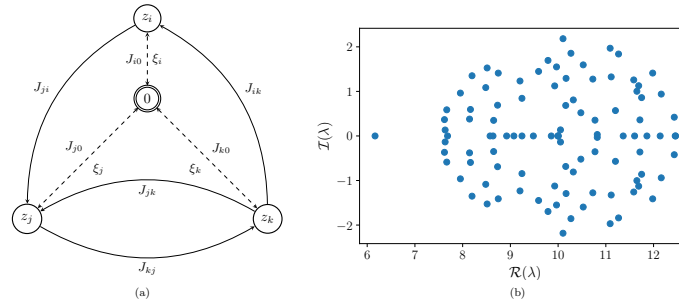 z_i
J_{i0} ξ_i
J_{ji}
J_{ik}
0
J_{j0}
J_{k0}
ξ_j
ξ_k
J_{jk}
z_j
z_k
J_{kj}
(a)
2
1
0
−1
−2
ℐ(λ)
6 7 8 9 10 11 12
ℛ(λ)
(b)